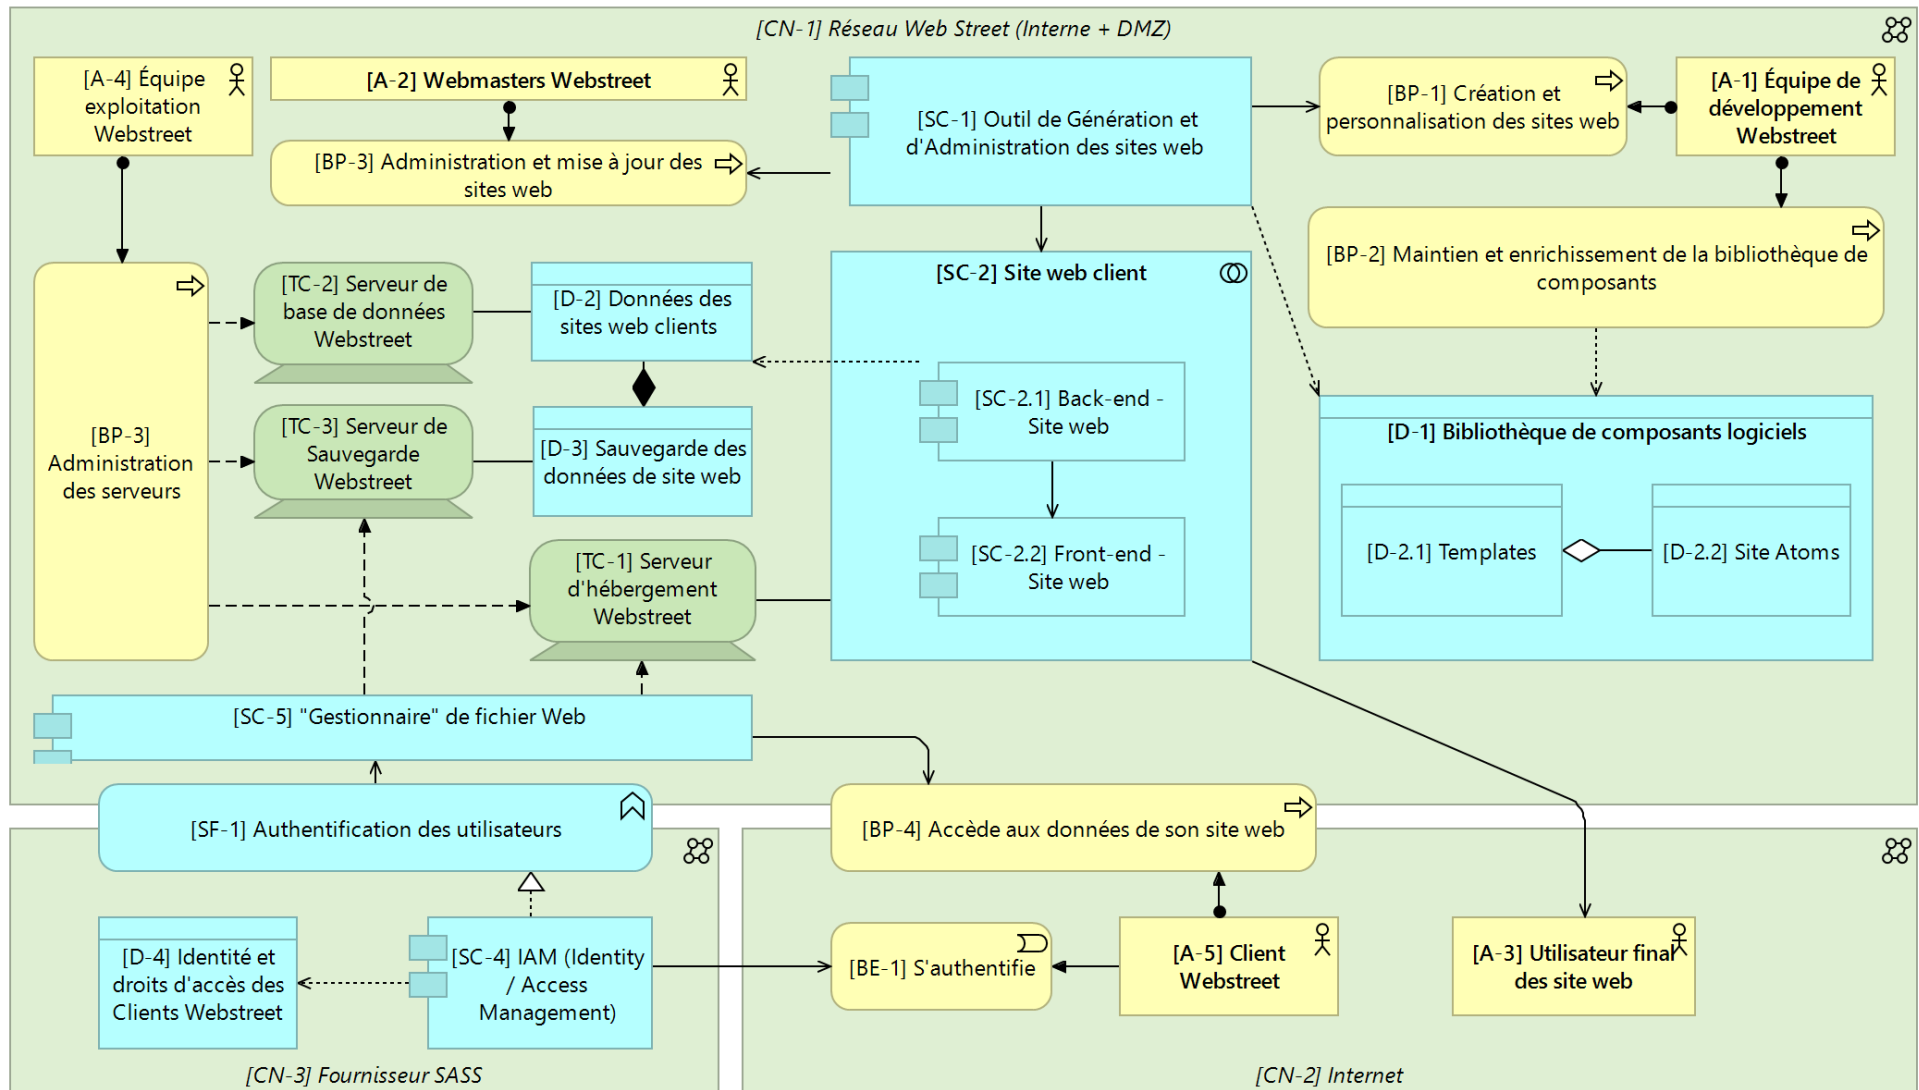 [CN-1] Réseau Web Street (Interne + DMZ)
[A-4] Équipe
exploitation
Webstreet
[A-2] Webmasters Webstreet
[BP-3] Administration et mise à jour des
sites web
[SC-1] Outil de Génération et
d'Administration des sites web
[BP-1] Création et
personnalisation des sites web
[A-1] Équipe de
développement
Webstreet
[BP-2] Maintien et enrichissement de la bibliothèque de
composants
[BP-3]
Administration
des serveurs
[TC-2] Serveur de
base de données
Webstreet
[D-2] Données des
sites web clients
[TC-3] Serveur de
Sauvegarde
Webstreet
[D-3] Sauvegarde des
données de site web
[TC-1] Serveur
d'hébergement
Webstreet
[SC-2] Site web client
[SC-2.1] Back-end -
Site web
[SC-2.2] Front-end -
Site web
[D-1] Bibliothèque de composants logiciels
[D-2.1] Templates
[D-2.2] Site Atoms
[SC-5] "Gestionnaire" de fichier Web
[SF-1] Authentification des utilisateurs
[BP-4] Accède aux données de son site web
[D-4] Identité et
droits d'accès des
Clients Webstreet
[SC-4] IAM (Identity
/ Access
Management)
[BE-1] S'authentifie
[A-5] Client
Webstreet
[A-3] Utilisateur final
des site web
[CN-3] Fournisseur SASS
[CN-2] Internet